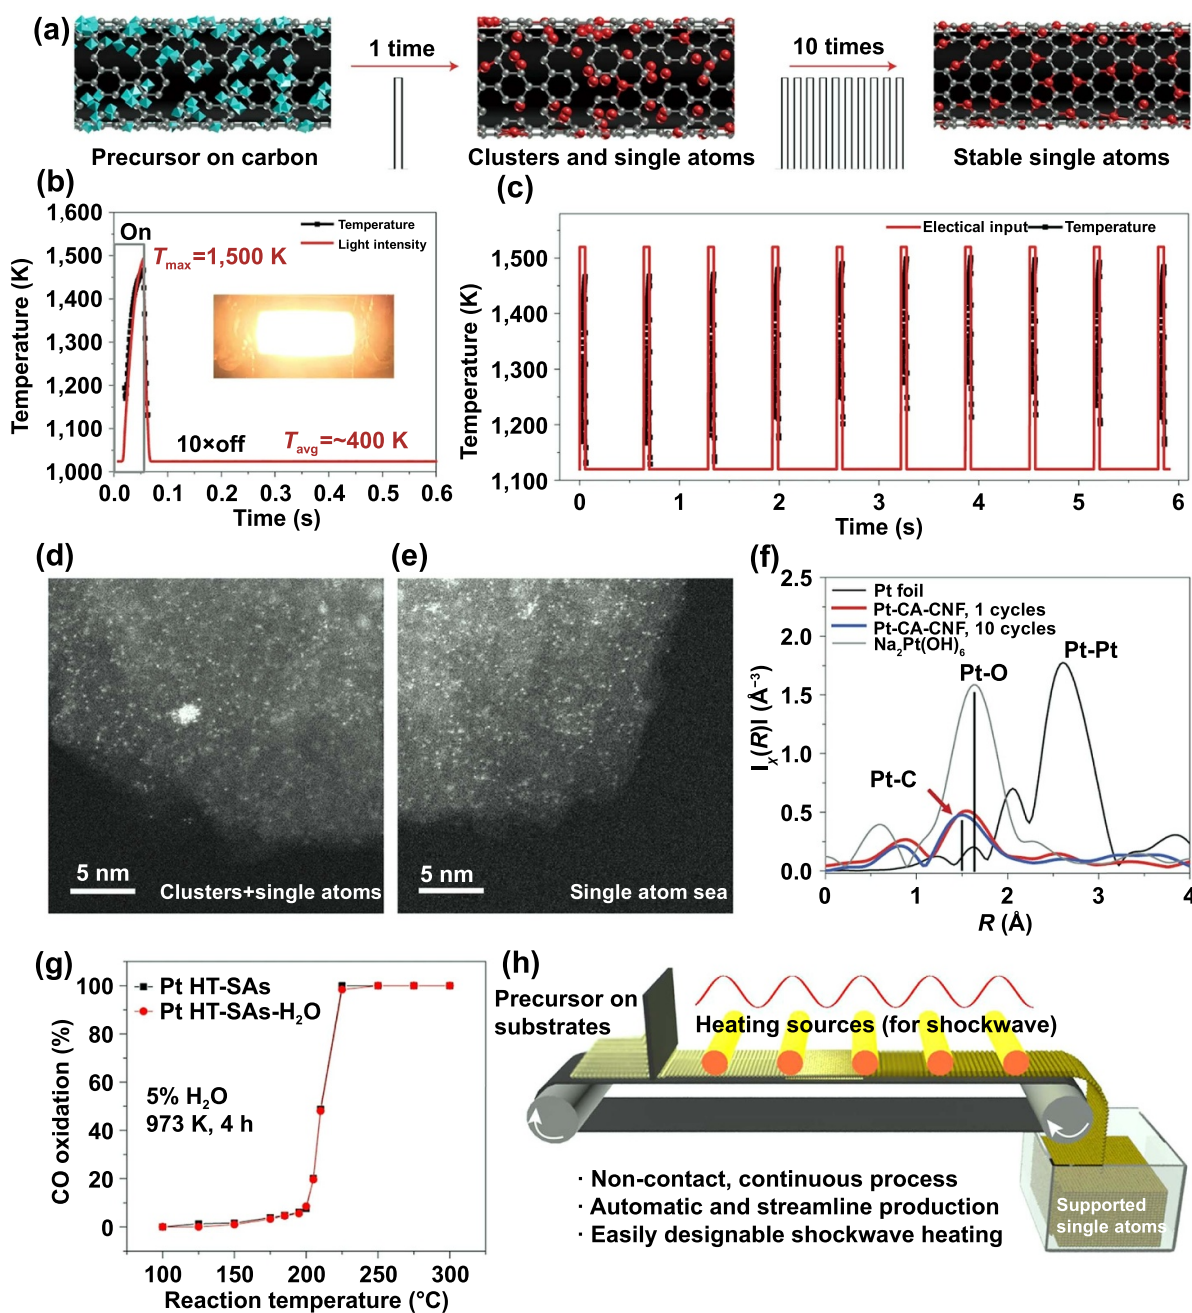 (a)
1 time
10 times
Precursor on carbon
Clusters and single atoms
Stable single atoms
(b)
1,600
1,500
1,400
1,300
1,200
1,100
1,000
Temperature (K)
On
Temperature
Light intensity
Tmax=1,500 K
10×off
Tavg=~400 K
0.0 0.1 0.2 0.3 0.4 0.5 0.6
Time (s)
(c)
Electical input
Temperature
1,500
1,400
1,300
1,200
1,100
Temperature (K)
0 1 2 3 4 5 6
Time (s)
(d)
5 nm
Clusters+single atoms
(e)
5 nm
Single atom sea
(f)
2.5
2.0
1.5
1.0
0.5
0.0
Iχ(R)I (Å−3)
Pt foil
Pt-CA-CNF, 1 cycles
Pt-CA-CNF, 10 cycles
Na2Pt(OH)6
Pt-O
Pt-Pt
Pt-C
0 1 2 3 4
R (Å)
(g)
100
80
60
40
20
0
CO oxidation (%)
Pt HT-SAs
Pt HT-SAs-H2O
5% H2O
973 K, 4 h
100 150 200 250 300
Reaction temperature (°C)
(h)
Precursor on
substrates
Heating sources (for shockwave)
· Non-contact, continuous process
· Automatic and streamline production
· Easily designable shockwave heating
Supported
single atoms